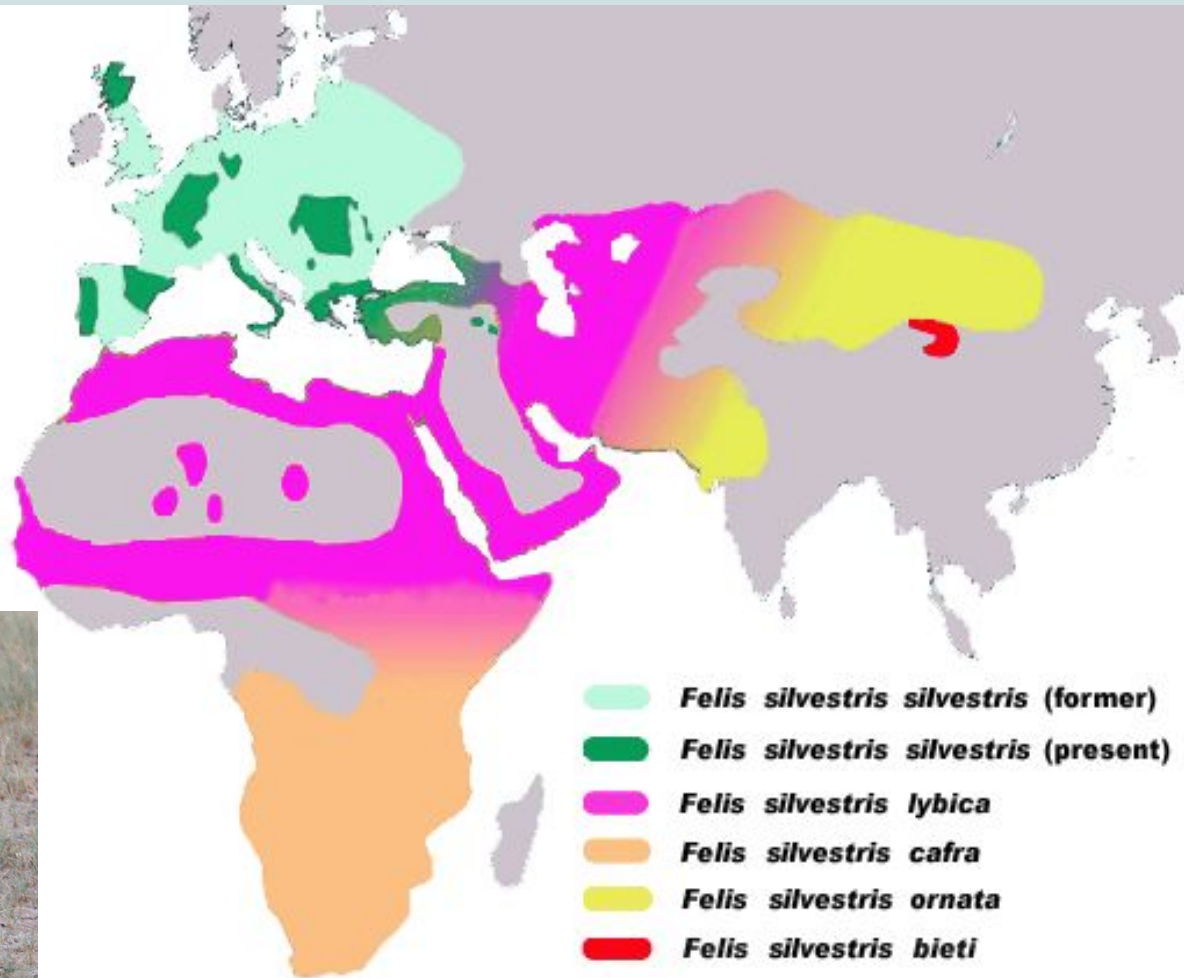 Felis silvestris silvestris (former)
Felis silvestris silvestris (present)
Felis silvestris lybica
Felis silvestris cafra
Felis silvestris ornata
Felis silvestris bieti